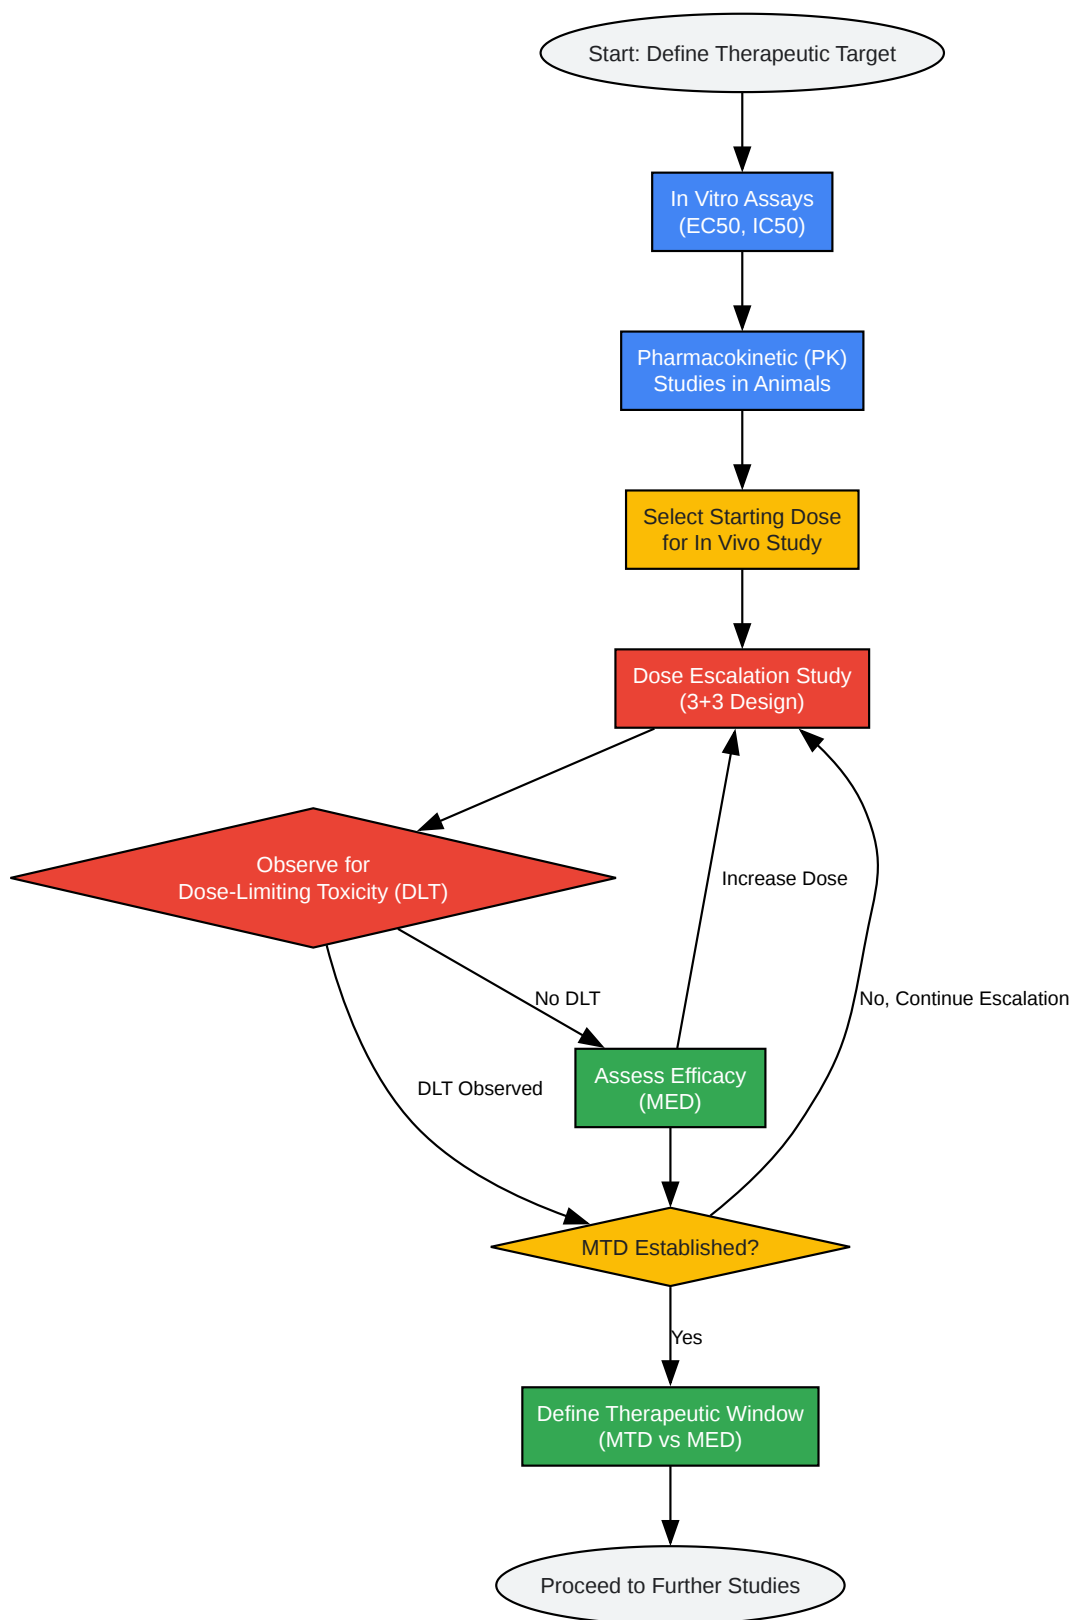 Start: Define Therapeutic Target
In Vitro Assays
(EC50, IC50)
Pharmacokinetic (PK)
Studies in Animals
Select Starting Dose
for In Vivo Study
Dose Escalation Study
(3+3 Design)
Observe for
Dose-Limiting Toxicity (DLT)
Increase Dose
No DLT
No, Continue Escalation
Assess Efficacy
(MED)
DLT Observed
MTD Established?
Yes
Define Therapeutic Window
(MTD vs MED)
Proceed to Further Studies